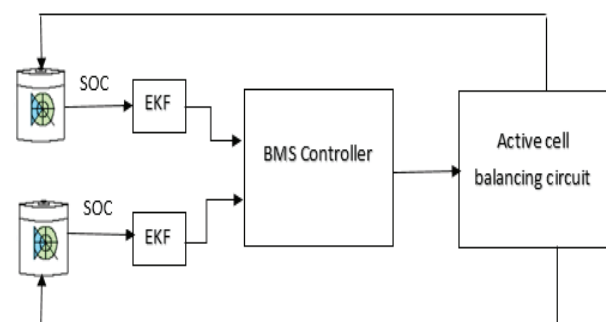 SOC
EKF
BMS Controller
Active cell
balancing circuit
SOC
EKF